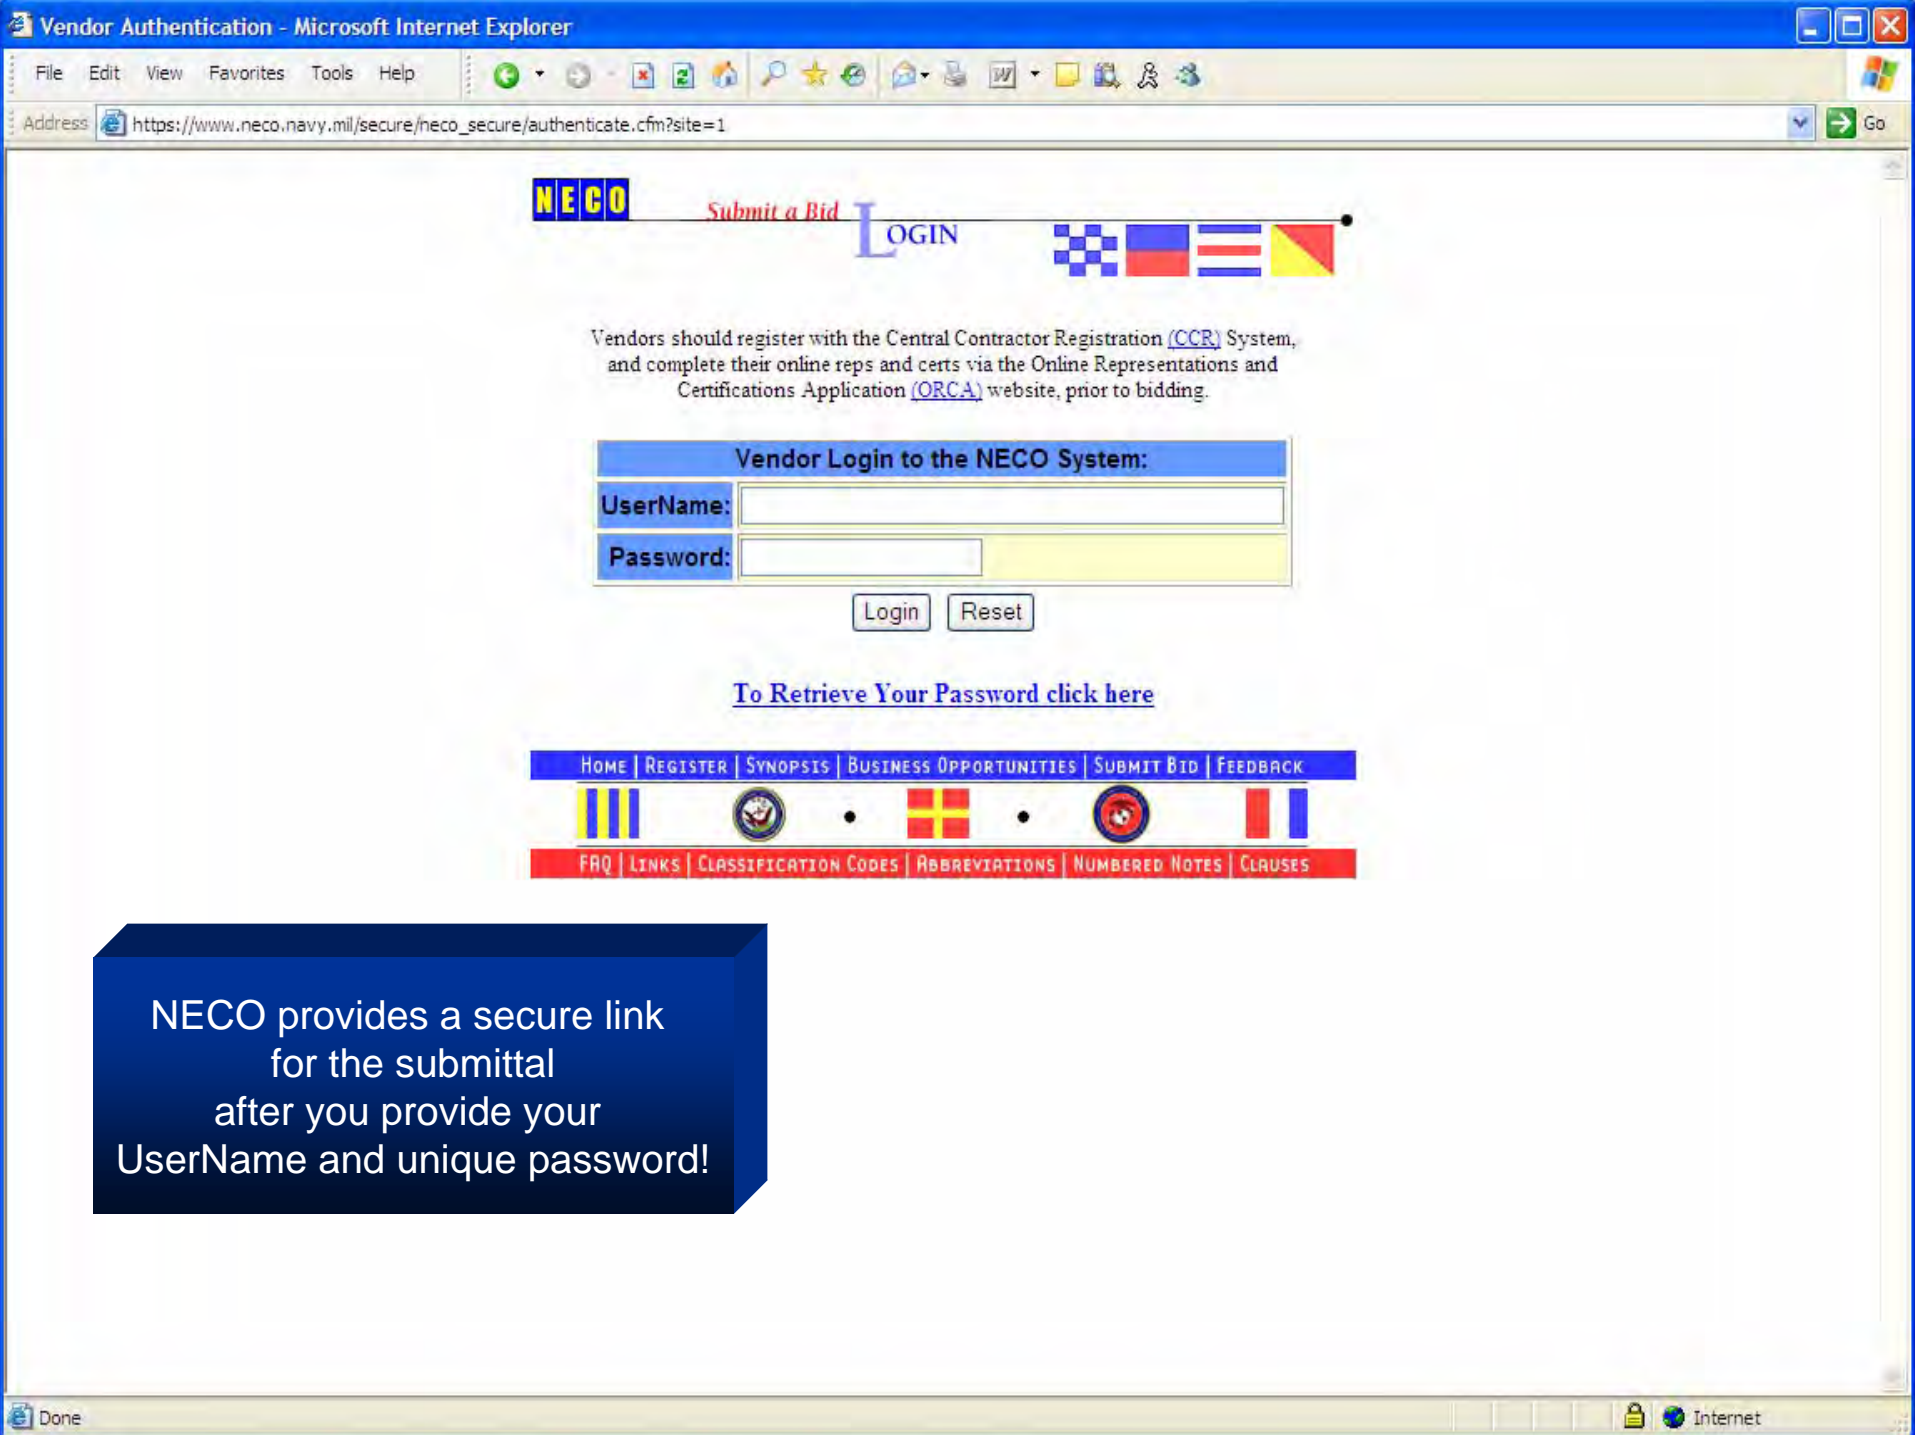 Vendor Authentication - Microsoft Internet Explorer
File Edit View Favorites Tools Help
Address https://www.neco.navy.mil/secure/neco_secure/authenticate.cfm?site=1 Go
NECO
Submit a Bid
LOGIN
Vendors should register with the Central Contractor Registration (CCR) System,
and complete their online reps and certs via the Online Representations and
Certifications Application (ORCA) website, prior to bidding.
Vendor Login to the NECO System:
UserName:
Password:
Login Reset
To Retrieve Your Password click here
HOME | REGISTER | SYNOPSIS | BUSINESS OPPORTUNITIES | SUBMIT BID | FEEDBACK
FAQ | LINKS | CLASSIFICATION CODES | ABBREVIATIONS | NUMBERED NOTES | CLAUSES
NECO provides a secure link
for the submittal
after you provide your
UserName and unique password!
Done Internet